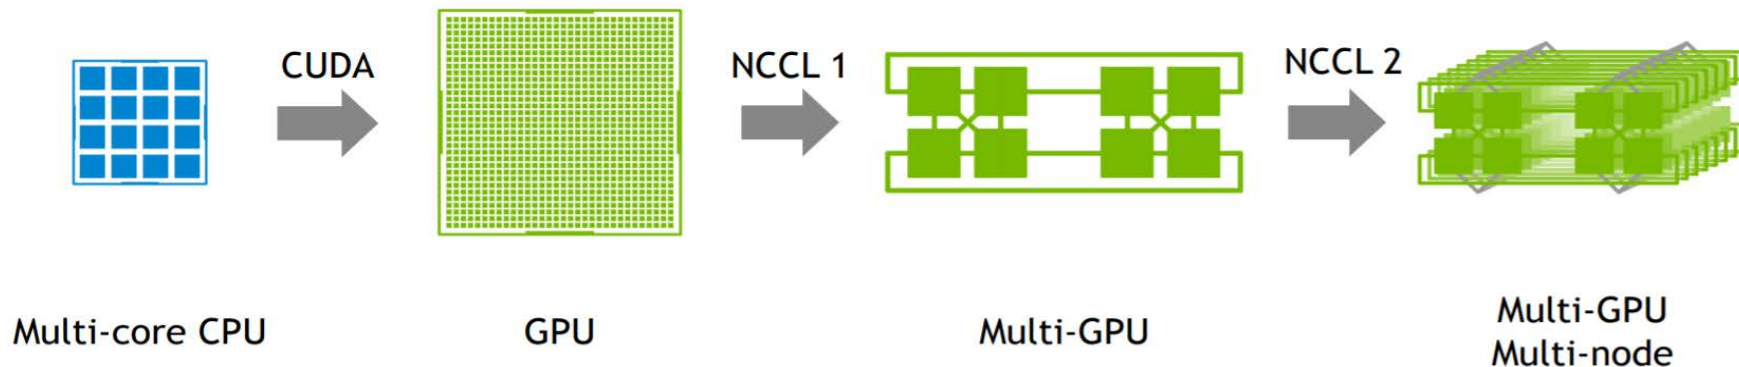 CUDA
NCCL 1
NCCL 2
Multi-core CPU
GPU
Multi-GPU
Multi-GPU
Multi-node